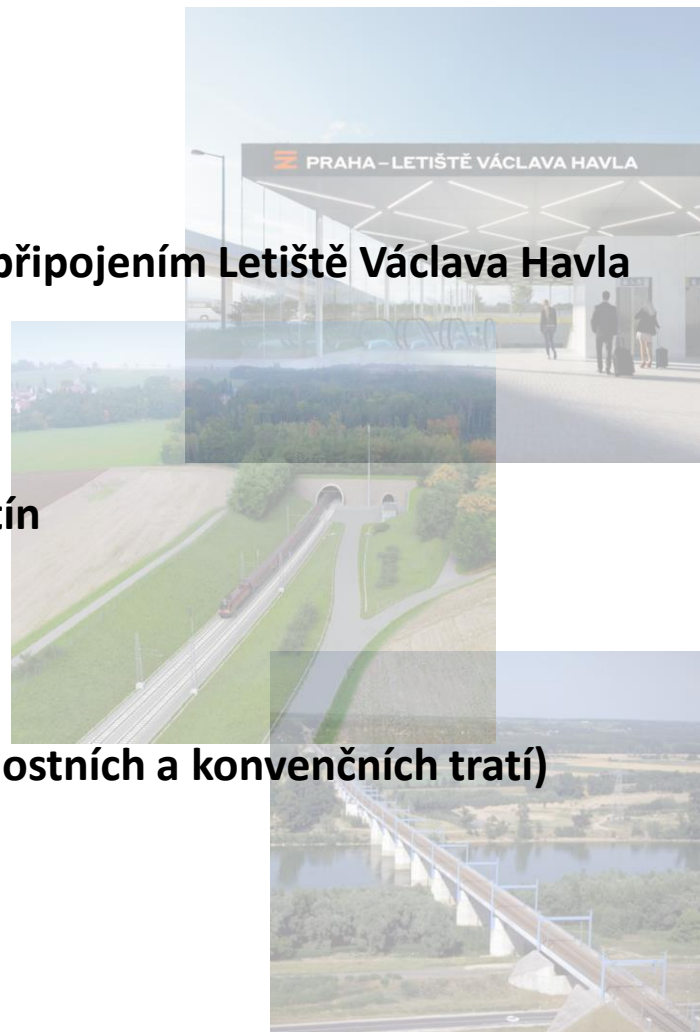 PRAHA – LETIŠTĚ VÁCLAVA HAVLA
připojením Letiště Václava Havla
tín
ostních a konvenčních tratí)